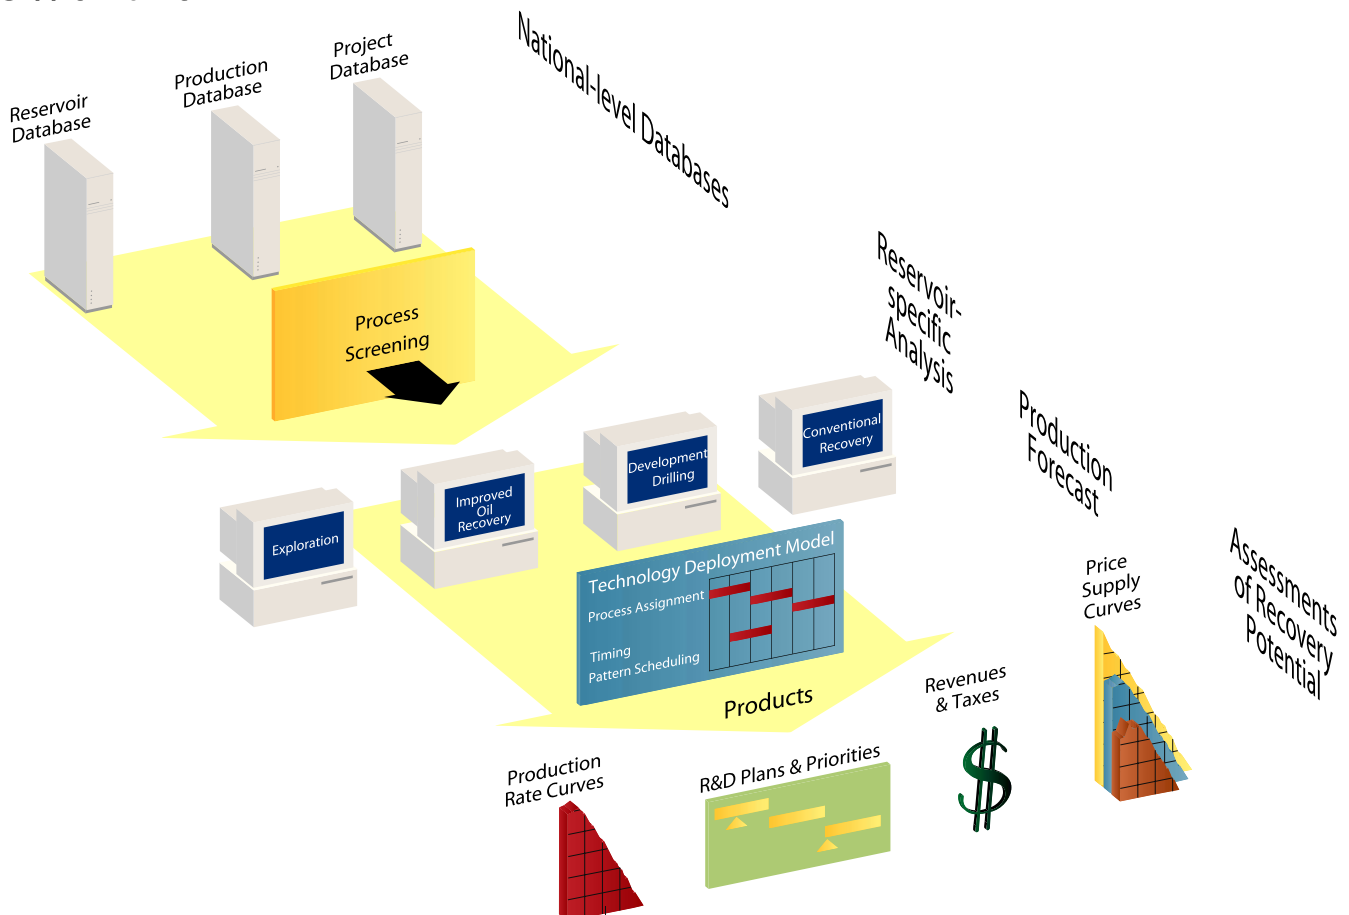 Project
Database
Production
Database
Reservoir
Database
National-level Databases
Process
Screening
Reservoir-
specific
Analysis
Conventional
Recovery
Development
Drilling
Improved
Oil
Recovery
Exploration
Production
Forecast
Technology Deployment Model
Process Assignment
Timing
Pattern Scheduling
Products
Assessments
of Recovery
Potential
Price
Supply
Curves
Revenues
& Taxes
$
R&D Plans & Priorities
Production
Rate Curves